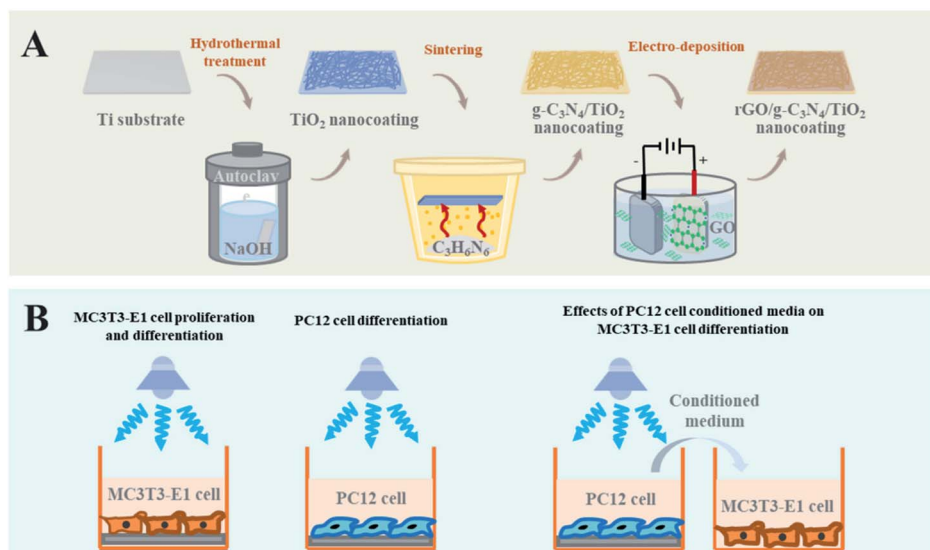 A
Hydrothermal
treatment
Sintering
Electro-deposition
Ti substrate
TiO₂ nanocoating
g-C₃N₄/TiO₂
nanocoating
rGO/g-C₃N₄/TiO₂
nanocoating
Autoclav
NaOH
C₃H₆N₆
- +
GO
B
MC3T3-E1 cell proliferation
and differentiation
PC12 cell differentiation
Effects of PC12 cell conditioned media on
MC3T3-E1 cell differentiation
Conditioned
medium
MC3T3-E1 cell
PC12 cell
PC12 cell
MC3T3-E1 cell